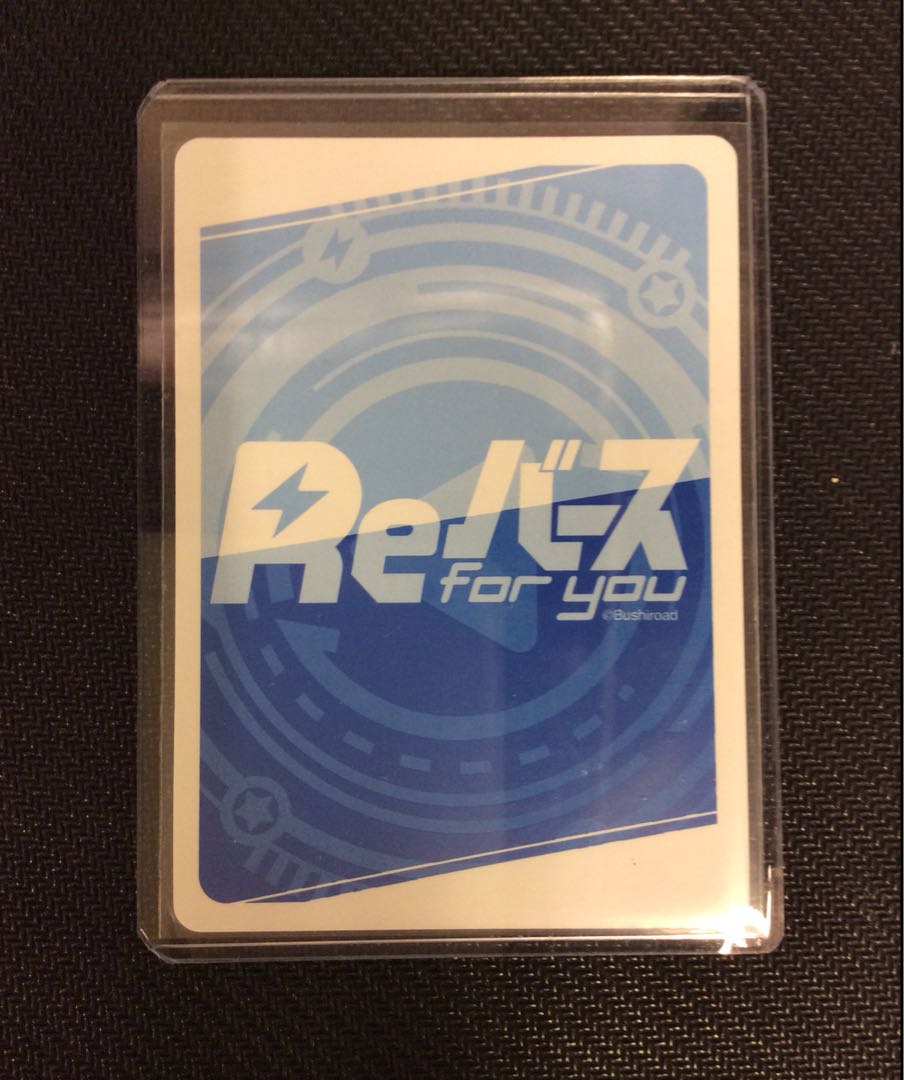 Reバース
for you
©Bushiroad